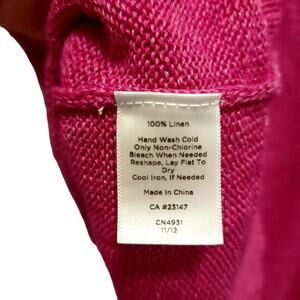 100% Linen
Hand Wash Cold
Only Non-Chlorine
Bleach When Needed
Reshape, Lay Flat To
Dry
Cool Iron, If Needed
Made In China
CA #23147
CN4931
11/12